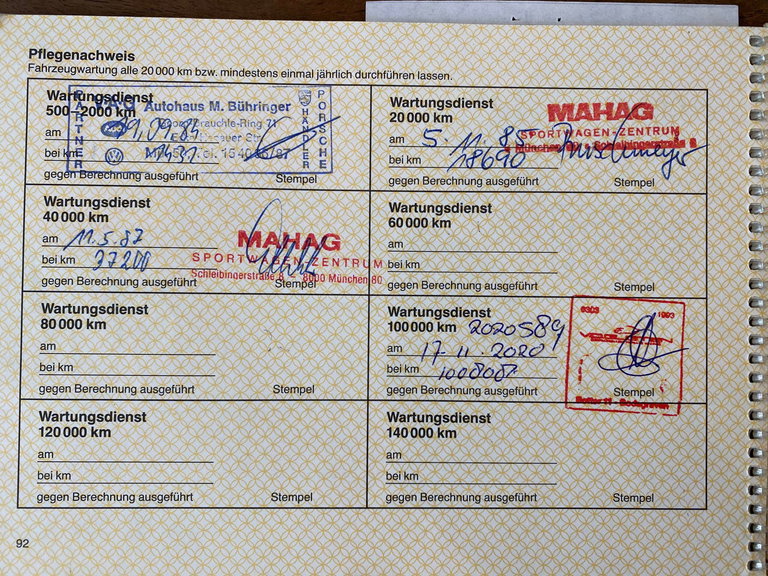 Pflegenachweis
Fahrzeugwartung alle 20 000 km bzw. mindestens einmal jährlich durchführen lassen.
Wartungsdienst
500–2000 km
am
bei km
gegen Berechnung ausgeführt
Stempel
PARTNER
V·A·G Autohaus M. Bühringer
HÄNDLER
PORSCHE
Wartungsdienst
20 000 km
am 5.11.85
bei km 18690
gegen Berechnung ausgeführt
Stempel
MAHAG
SPORTWAGEN-ZENTRUM
Wartungsdienst
40 000 km
am 11.5.87
bei km 37200
gegen Berechnung ausgeführt
Stempel
MAHAG
SPORTWAGEN-ZENTRUM
Schleibingerstraße 8 – 8000 München 80
Wartungsdienst
60 000 km
am
bei km
gegen Berechnung ausgeführt
Stempel
Wartungsdienst
80 000 km
am
bei km
gegen Berechnung ausgeführt
Stempel
Wartungsdienst
100 000 km 2020589
am 17-11-2020
bei km
gegen Berechnung ausgeführt
Stempel
Wartungsdienst
120 000 km
am
bei km
gegen Berechnung ausgeführt
Stempel
Wartungsdienst
140 000 km
am
bei km
gegen Berechnung ausgeführt
Stempel
92